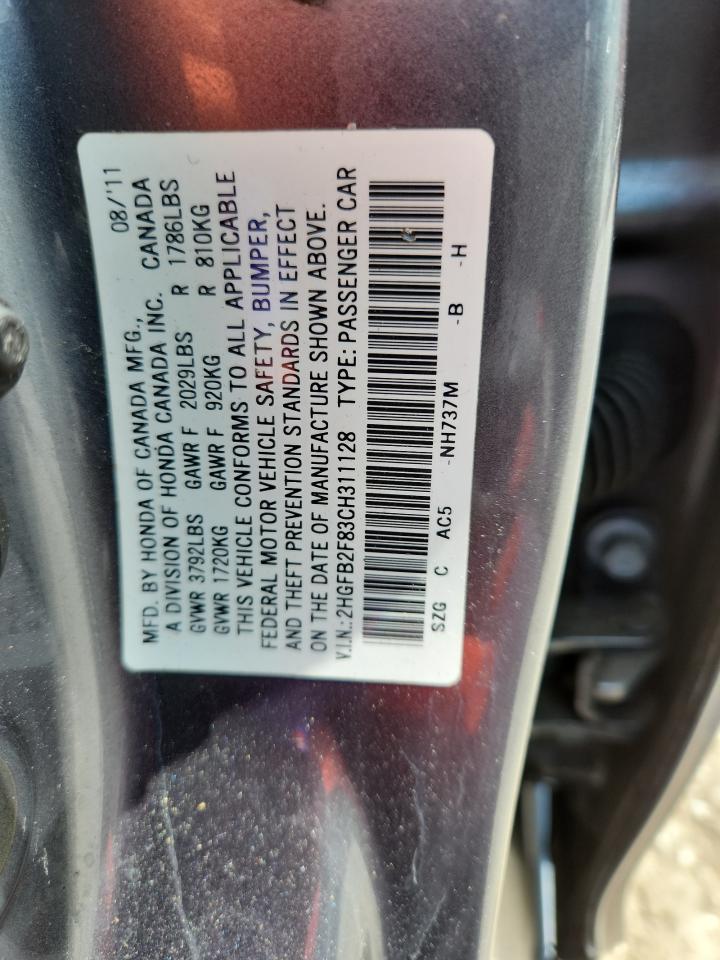 MFD. BY HONDA OF CANADA MFG., 08/'11
A DIVISION OF HONDA CANADA INC. CANADA
GVWR 3792LBS GAWR F 2029LBS R 1786LBS
GVWR 1720KG GAWR F 920KG R 810KG
THIS VEHICLE CONFORMS TO ALL APPLICABLE
FEDERAL MOTOR VEHICLE SAFETY, BUMPER,
AND THEFT PREVENTION STANDARDS IN EFFECT
ON THE DATE OF MANUFACTURE SHOWN ABOVE.
V.I.N.:2HGFB2F83CH311128 TYPE:PASSENGER CAR
SZG C AC5 -NH737M -B -H